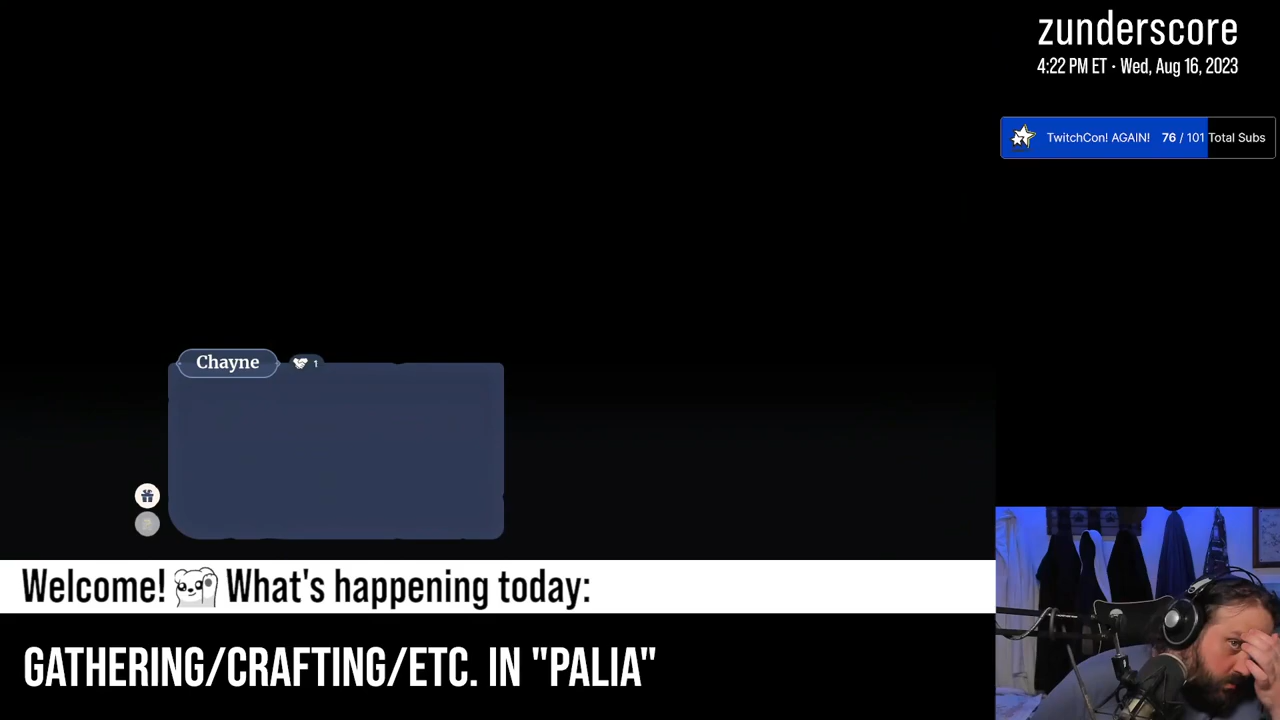 zunderscore
4:22 PM ET · Wed, Aug 16, 2023
TwitchCon! AGAIN! 76 / 101 Total Subs
Chayne 1
Welcome! What's happening today:
GATHERING/CRAFTING/ETC. IN "PALIA"